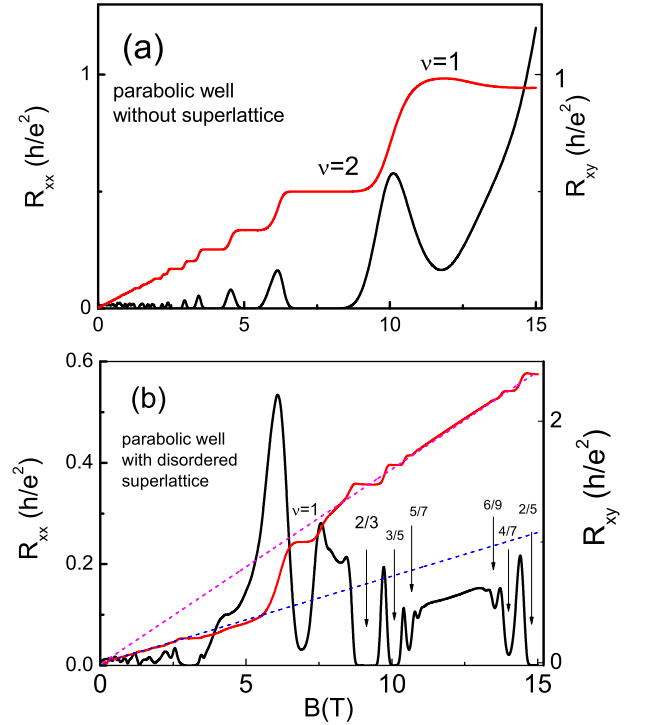 (a)
parabolic well
without superlattice
ν=1
ν=2
1
0
R_xx (h/e²)
1
R_xy (h/e²)
0
5
10
15
(b)
parabolic well
with disordered
superlattice
ν=1
2/3
3/5
5/7
6/9
4/7
2/5
0.6
0.4
0.2
0.0
R_xx (h/e²)
2
0
R_xy (h/e²)
0
5
10
15
B(T)